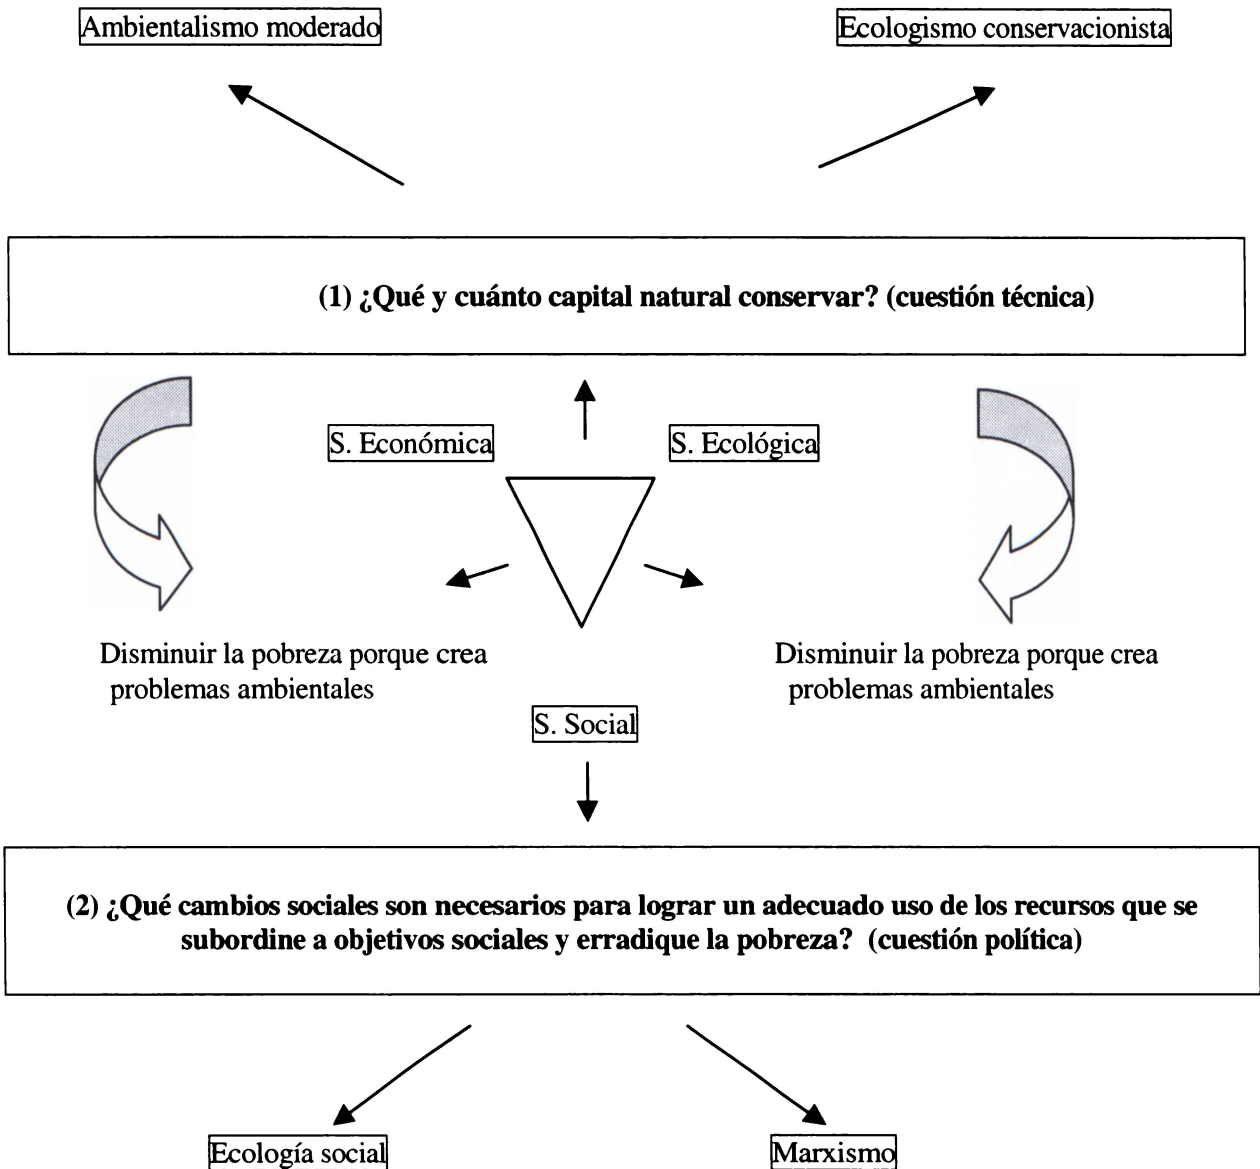 Ambientalismo moderado
Ecologismo conservacionista
(1) ¿Qué y cuánto capital natural conservar? (cuestión técnica)
S. Económica
S. Ecológica
Disminuir la pobreza porque crea
problemas ambientales
Disminuir la pobreza porque crea
problemas ambientales
S. Social
(2) ¿Qué cambios sociales son necesarios para lograr un adecuado uso de los recursos que se
subordine a objetivos sociales y erradique la pobreza? (cuestión política)
Ecología social
Marxismo